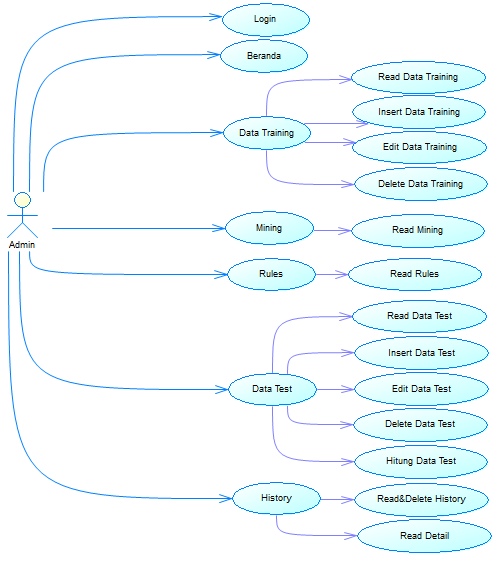 Login
Beranda
Read Data Training
Insert Data Training
Data Training
Edit Data Training
Delete Data Training
Admin
Mining
Read Mining
Rules
Read Rules
Read Data Test
Insert Data Test
Data Test
Edit Data Test
Delete Data Test
Hitung Data Test
History
Read&Delete History
Read Detail